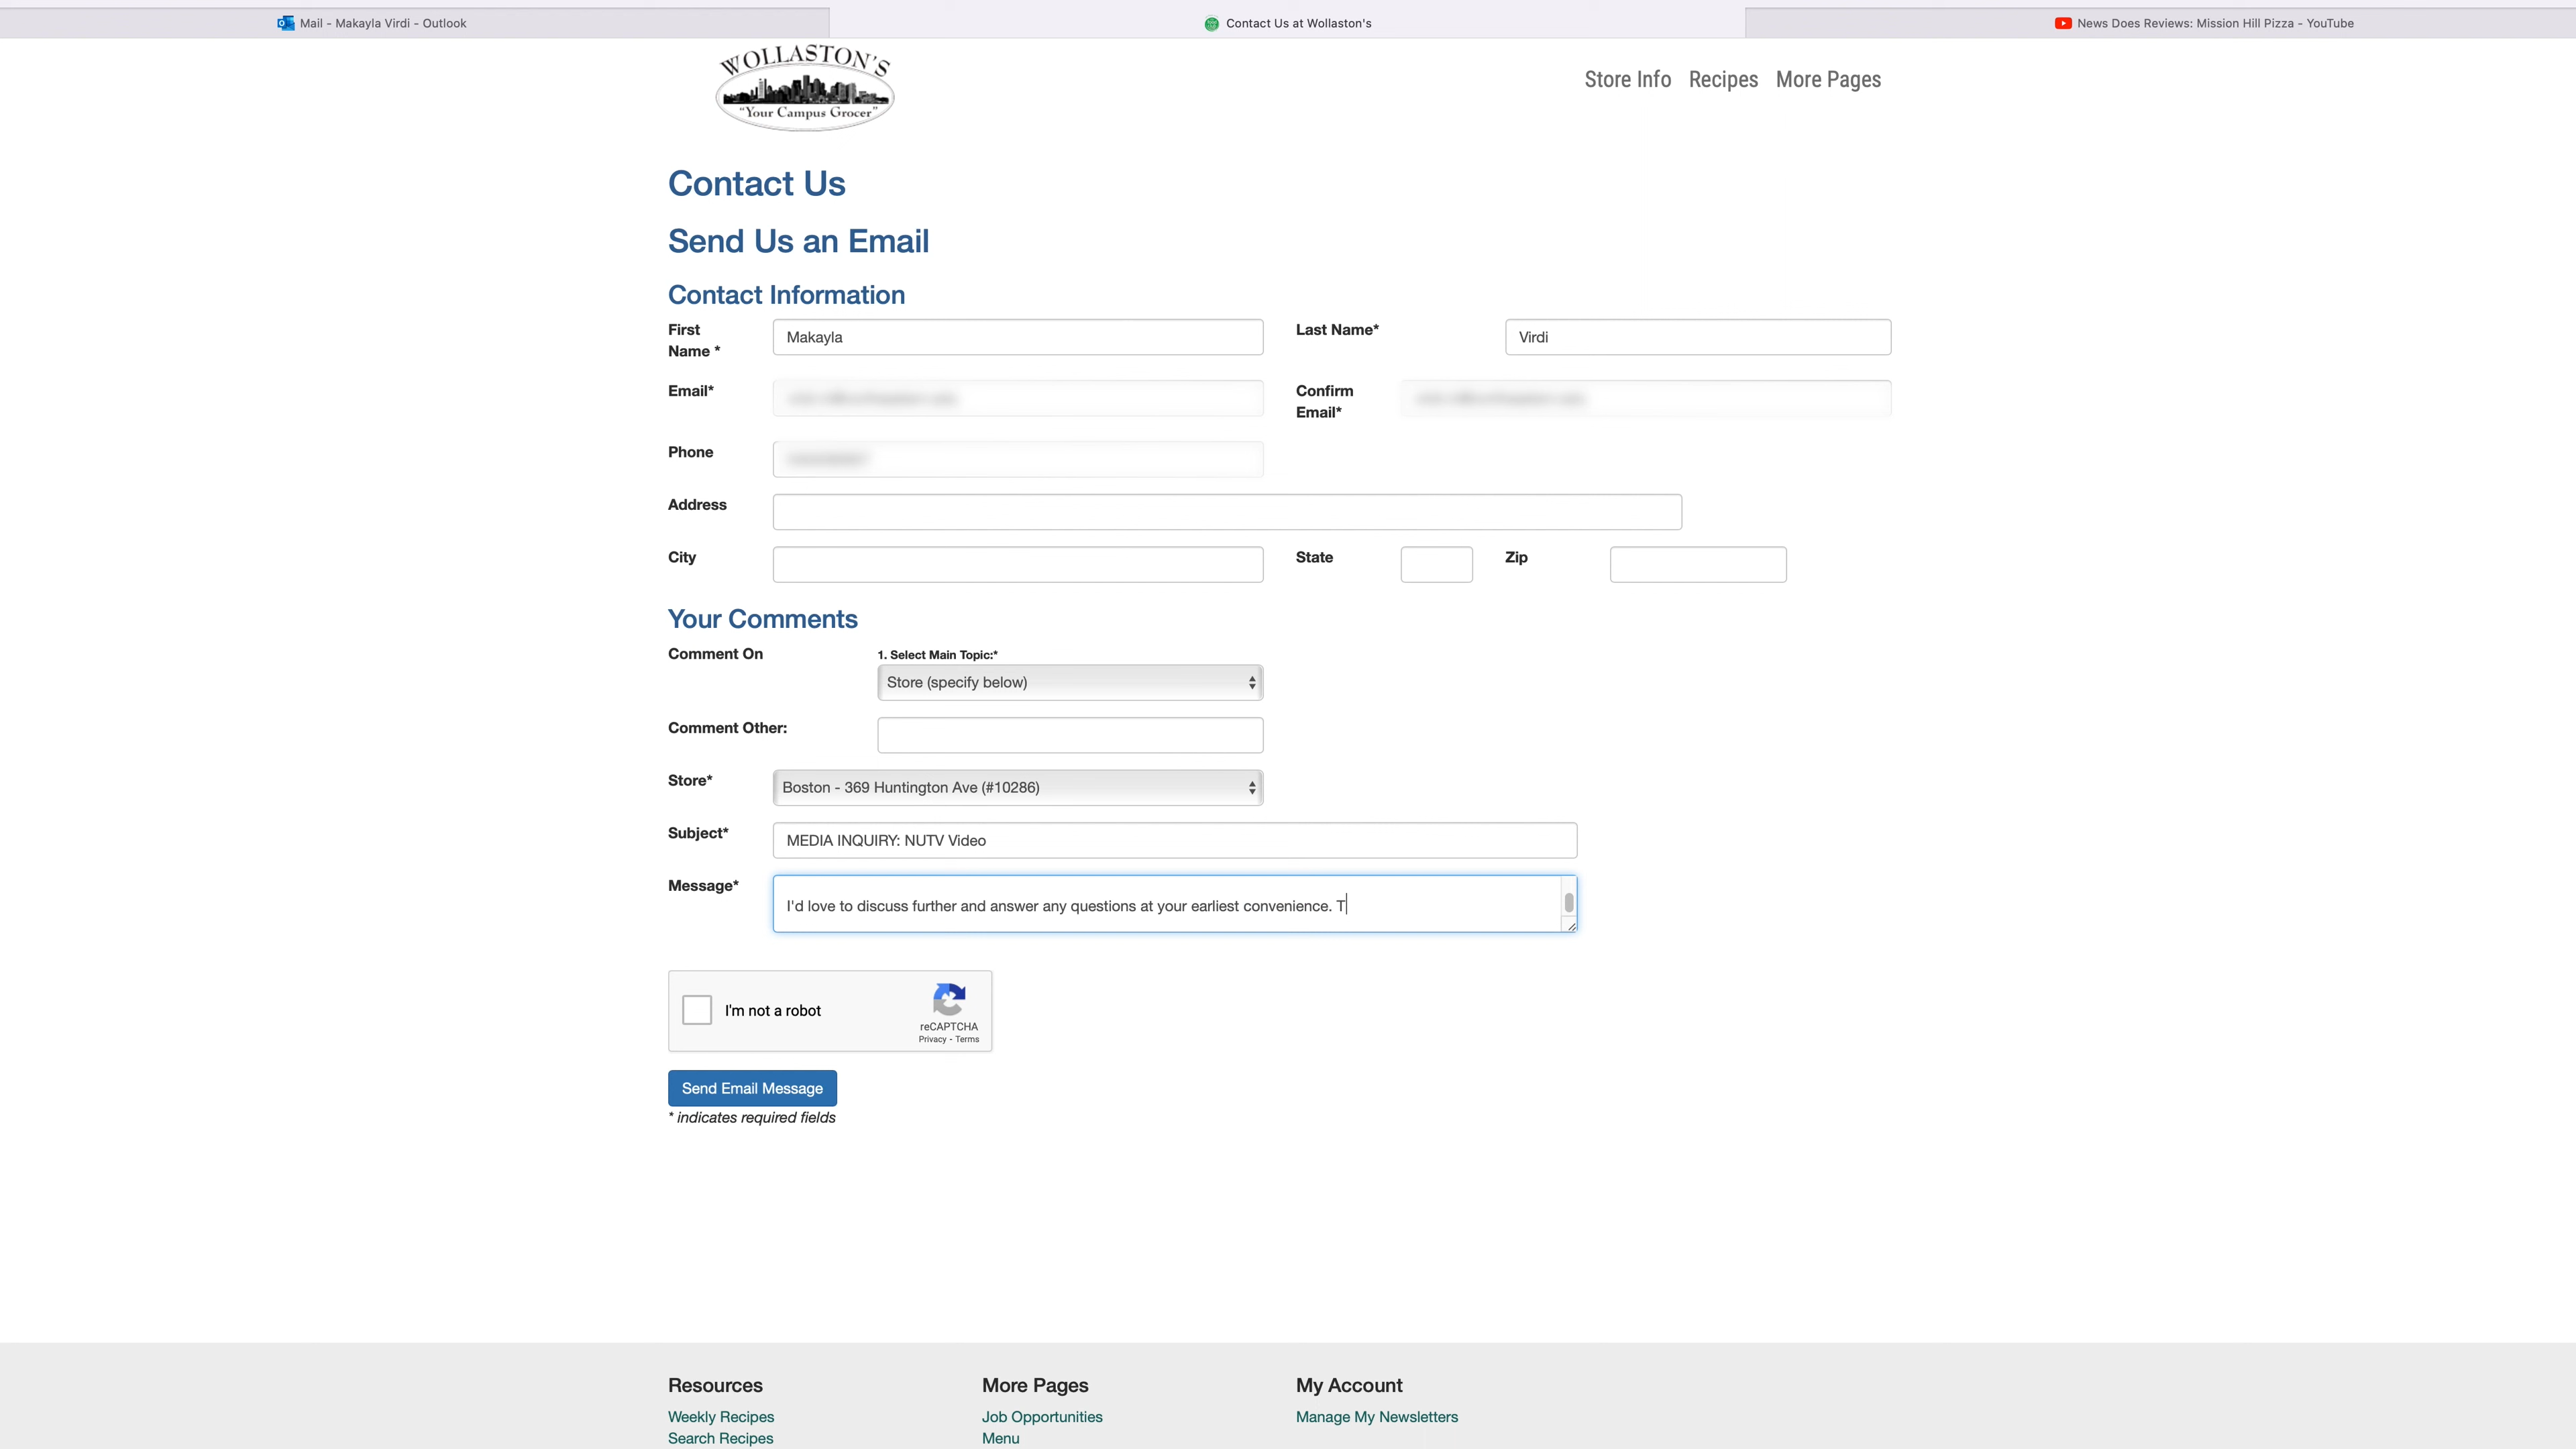 Mail - Makayla Virdi - Outlook
Contact Us at Wollaston's
News Does Reviews: Mission Hill Pizza - YouTube
WOLLASTON'S
"Your Campus Grocer"
Store Info Recipes More Pages
Contact Us
Send Us an Email
Contact Information
First Name * Makayla Last Name* Virdi
Email* Confirm Email*
Phone
Address
City State Zip
Your Comments
Comment On 1. Select Main Topic:*
Store (specify below)
Comment Other:
Store* Boston - 369 Huntington Ave (#10286)
Subject* MEDIA INQUIRY: NUTV Video
Message* I'd love to discuss further and answer any questions at your earliest convenience. T
I'm not a robot
reCAPTCHA
Privacy - Terms
Send Email Message
* indicates required fields
Resources More Pages My Account
Weekly Recipes Job Opportunities Manage My Newsletters
Search Recipes Menu